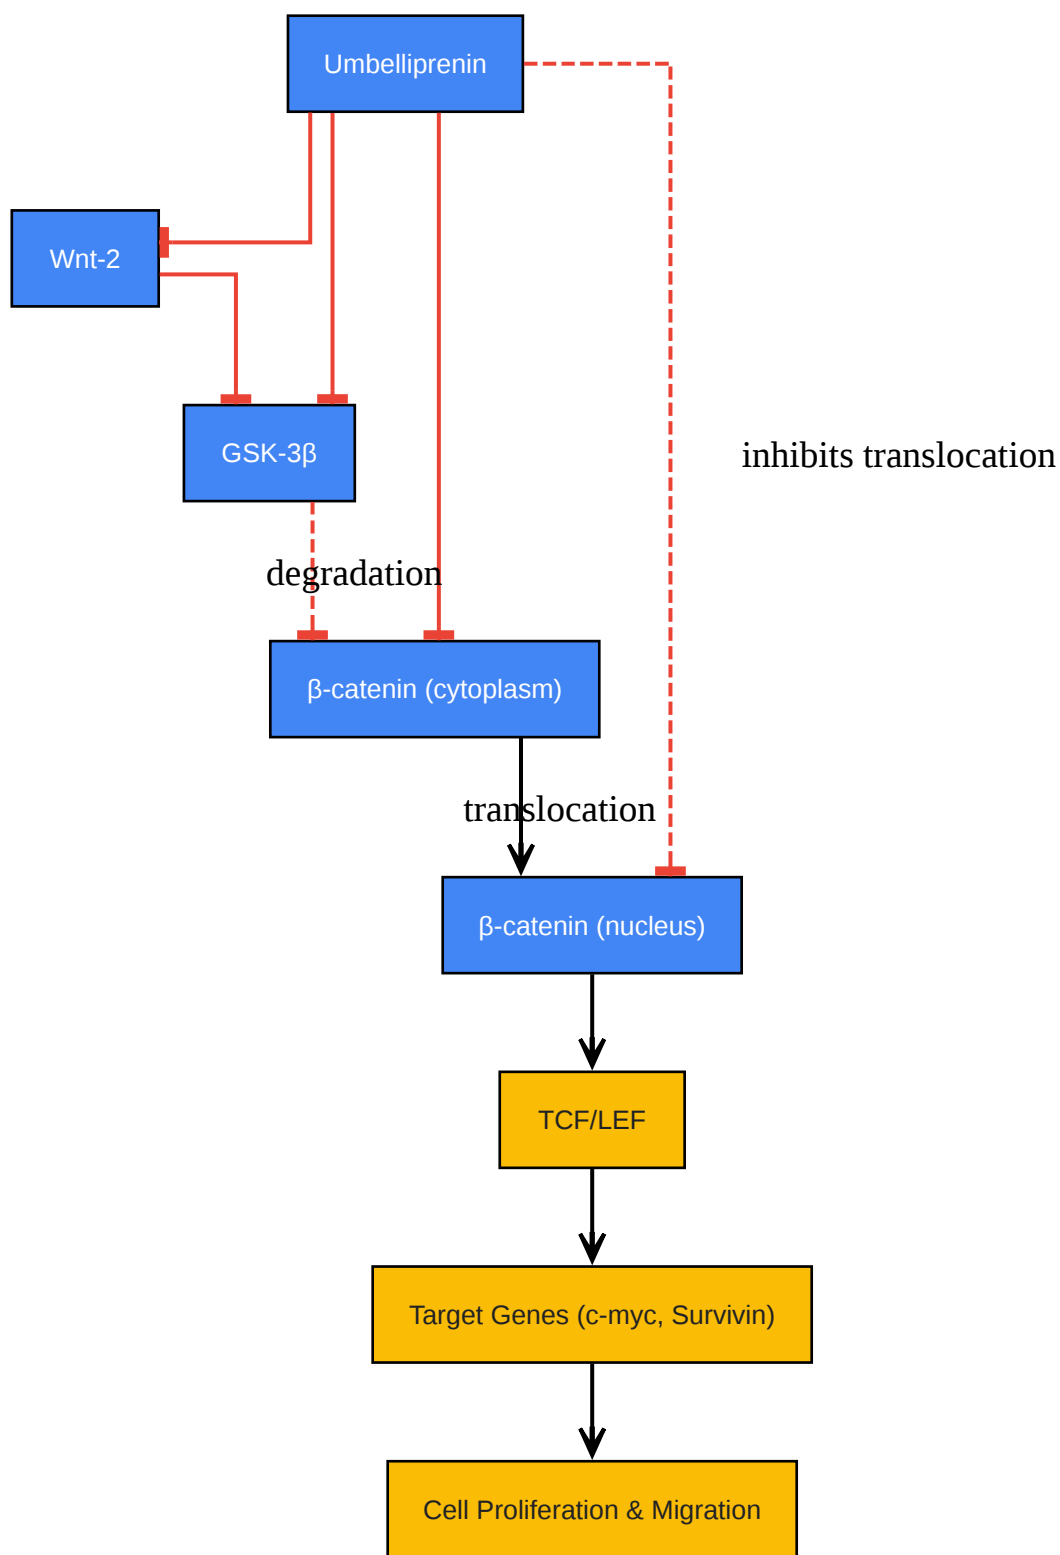 Umbelliprenin
Wnt-2
GSK-3β
inhibits translocation
degradation
β-catenin (cytoplasm)
translocation
β-catenin (nucleus)
TCF/LEF
Target Genes (c-myc, Survivin)
Cell Proliferation & Migration